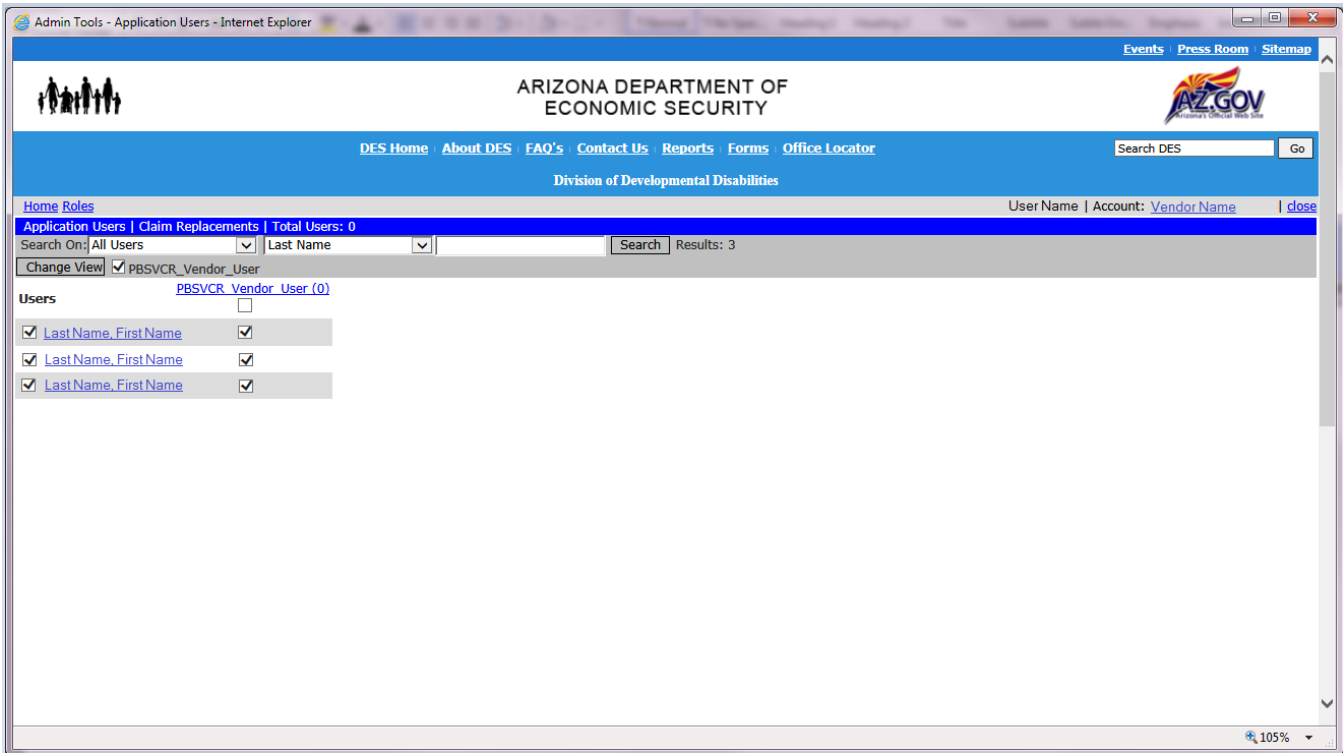 Admin Tools - Application Users - Internet Explorer
Events | Press Room | Sitemap
ARIZONA DEPARTMENT OF
ECONOMIC SECURITY
AZ.GOV
Arizona's Official Web Site
DES Home | About DES | FAQ's | Contact Us | Reports | Forms | Office Locator
Search DES Go
Division of Developmental Disabilities
Home Roles User Name | Account: Vendor Name | close
Application Users | Claim Replacements | Total Users: 0
Search On: All Users Last Name Search Results: 3
Change View PBSVCR_Vendor_User
Users PBSVCR_Vendor_User (0)
Last Name, First Name
Last Name, First Name
Last Name, First Name
105%